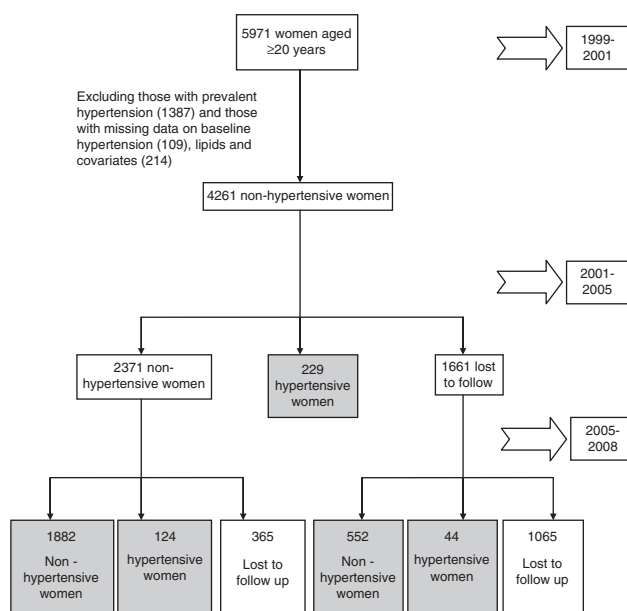 5971 women aged
≥20 years
1999-
2001
Excluding those with prevalent
hypertension (1387) and those
with missing data on baseline
hypertension (109), lipids and
covariates (214)
4261 non-hypertensive women
2001-
2005
2371 non-
hypertensive women
229
hypertensive
women
1661 lost
to follow
2005-
2008
1882
Non -
hypertensive
women
124
hypertensive
women
365
Lost to
follow up
552
Non -
hypertensive
women
44
hypertensive
women
1065
Lost to
follow up